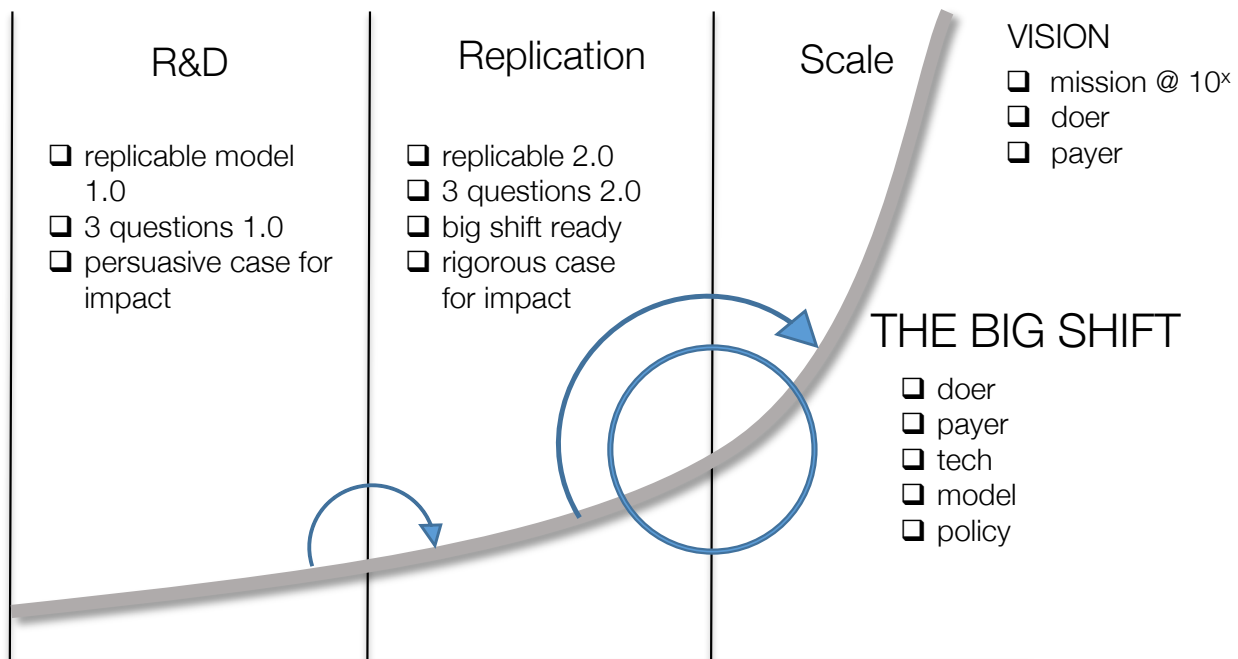 R&D
❑ replicable model
1.0
❑ 3 questions 1.0
❑ persuasive case for
impact
Replication
❑ replicable 2.0
❑ 3 questions 2.0
❑ big shift ready
❑ rigorous case
for impact
Scale
VISION
❑ mission @ 10ˣ
❑ doer
❑ payer
THE BIG SHIFT
❑ doer
❑ payer
❑ tech
❑ model
❑ policy